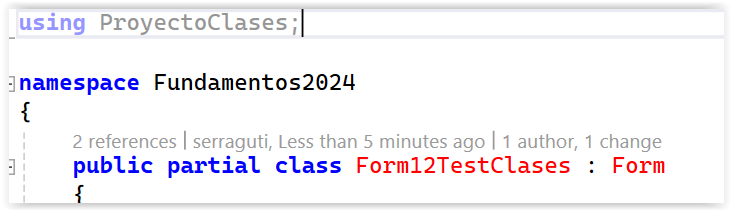 using ProyectoClases;
namespace Fundamentos2024
{
2 references | serraguti, Less than 5 minutes ago | 1 author, 1 change
public partial class Form12TestClases : Form
{